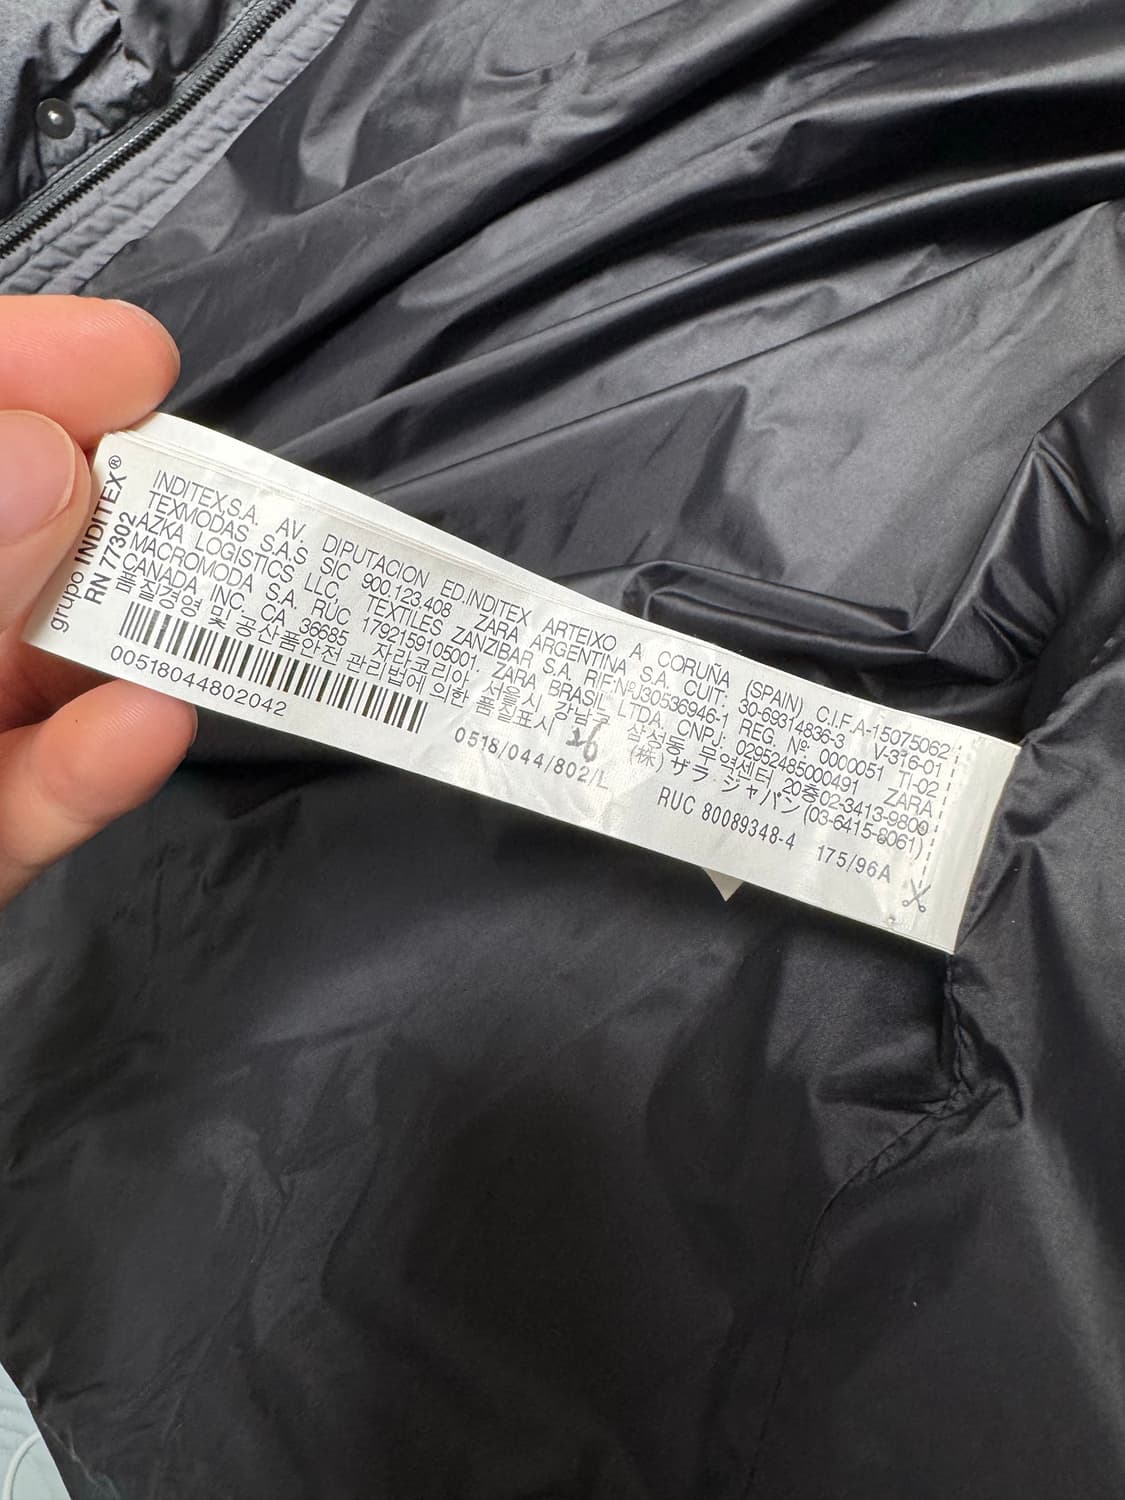 grupo INDITEX®
RN 77302
INDITEX,S.A. AV. DIPUTACION ED.INDITEX ARTEIXO A CORUÑA (SPAIN) C.I.F A-15075062
TEXMODAS S.A.S S/C 900.123.408 ZARA ARGENTINA S.A. CUIT: 30-69314836-3 V-316-01
AZKA LOGISTICS LLC, TEXTILES ZANZIBAR S.A. RIF.NºJ30536946-1 REG. Nº 0000051 TI-02
MACROMODA S.A. RUC 1792159105001. ZARA BRASIL LTDA. CNPJ: 02952485000491 ZARA
CANADA INC. CA 36685 자라코리아. 서울시 강남구 삼성동 무역센터 20층02-3413-9800
품질경영 및 공산품안전 관리법에 의한 품질표시 (株) ザラ・ジャパン (03-6415-8061)
26
0518/044/802/L RUC 80089348-4 175/96A
00518044802042